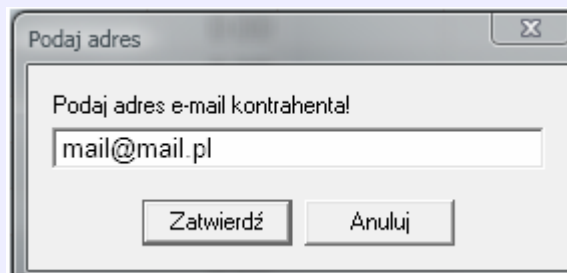 Podaj adres
Podaj adres e-mail kontrahenta!
mail@mail.pl
Zatwierdź Anuluj